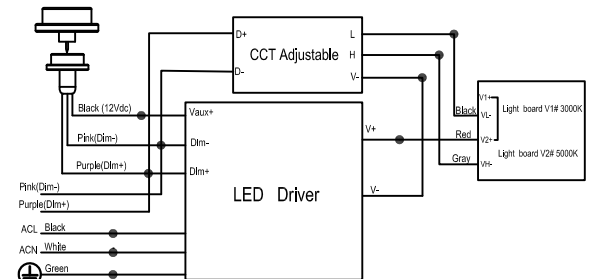 D+
CCT Adjustable
L
H
D-
V-
Black (12Vdc)
Vaux+
V1+
Light board V1# 3000K
Black
VL-
Pink(Dim-)
DIm-
V+
Red
V2+
Light board V2# 5000K
Purple(DIm+)
DIm+
Gray
VH-
Pink(Dim-)
LED Driver
V-
Purple(DIm+)
ACL Black
ACN White
Green